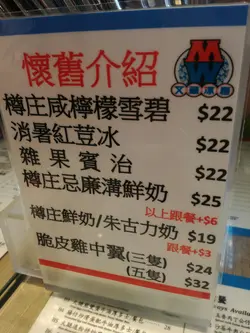 懷舊介紹
MW
樽庄咸檸檬雪碧 $22
消暑紅荳冰 $22
雜果賓治 $22
樽庄忌廉溝鮮奶 $25
以上跟餐+$6
樽庄鮮奶/朱古力奶 $19
跟餐+$3
脆皮雞中翼(三隻) $24
(五隻) $32